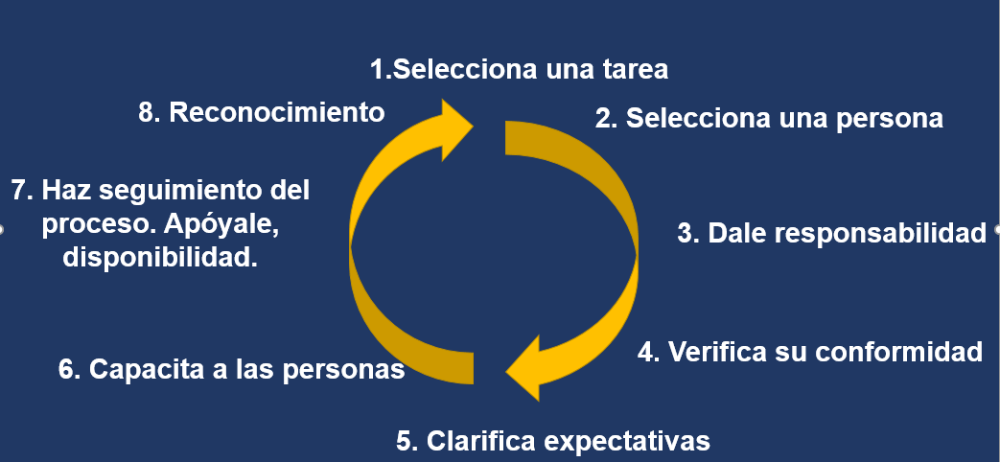 1.Selecciona una tarea
2. Selecciona una persona
3. Dale responsabilidad
4. Verifica su conformidad
5. Clarifica expectativas
6. Capacita a las personas
7. Haz seguimiento del
proceso. Apóyale,
disponibilidad.
8. Reconocimiento